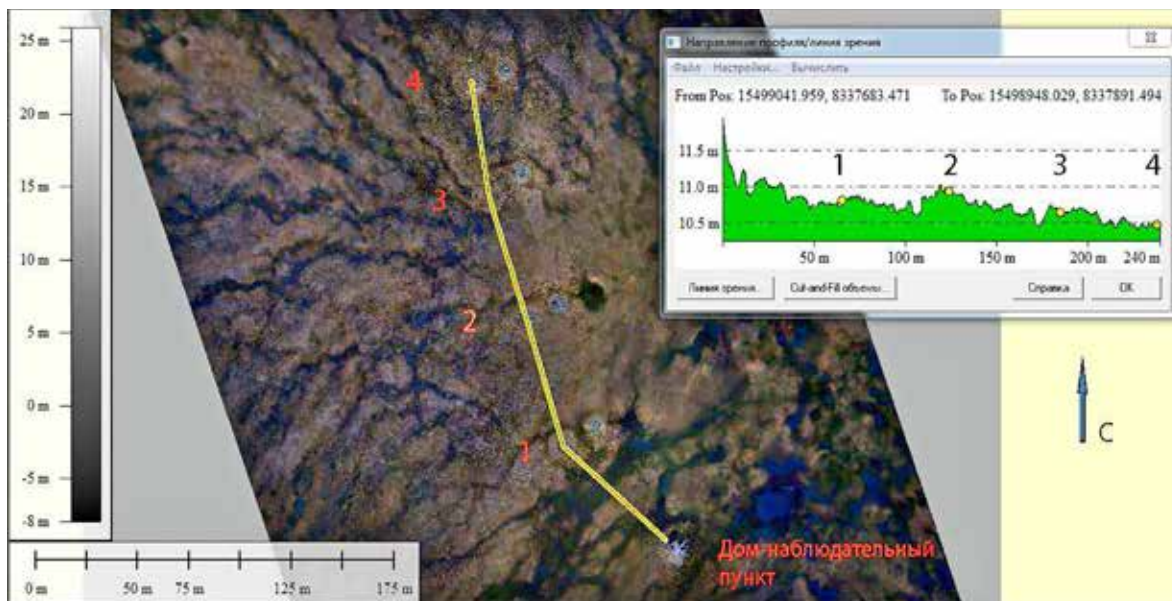 25 m
20 m
15 m
10 m
5 m
0 m
-5 m
-8 m
0 m 50 m 75 m 125 m 175 m
4
3
2
1
Дом-наблюдательный
пункт
Направление профиля/линия зрения
Файл Настройки... Вычислить
From Pos: 15499041.959, 8337683.471 To Pos: 15498948.029, 8337891.494
11.5 m
11.0 m
10.5 m
1 2 3 4
50 m 100 m 150 m 200 m 240 m
Линия зрения... Cut-and-Fill объемы... Справка OK
С